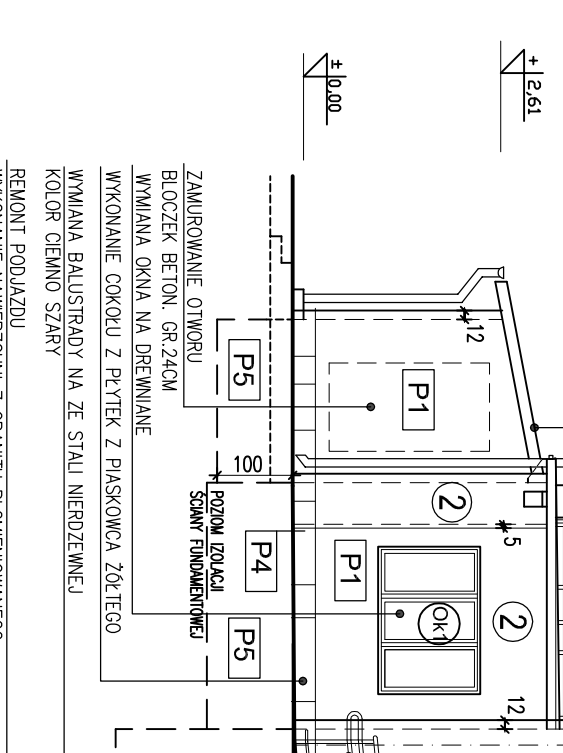 + 2,61
± 0,00
12
P1
P5
100
2
5
P1
P4
P5
Ok1
2
12
POZIOM IZOLACJI
ŚCIANY FUNDAMENTOWEJ
ZAMUROWANIE OTWORU
BLOCZEK BETON. GR.24CM
WYMIANA OKNA NA DREWNIANE
WYKONANIE COKOŁU Z PŁYTEK Z PIASKOWCA ŻÓŁTEGO
WYMIANA BALUSTRADY NA ZE STALI NIERDZEWNEJ
KOLOR CIEMNO SZARY
REMONT PODJAZDU